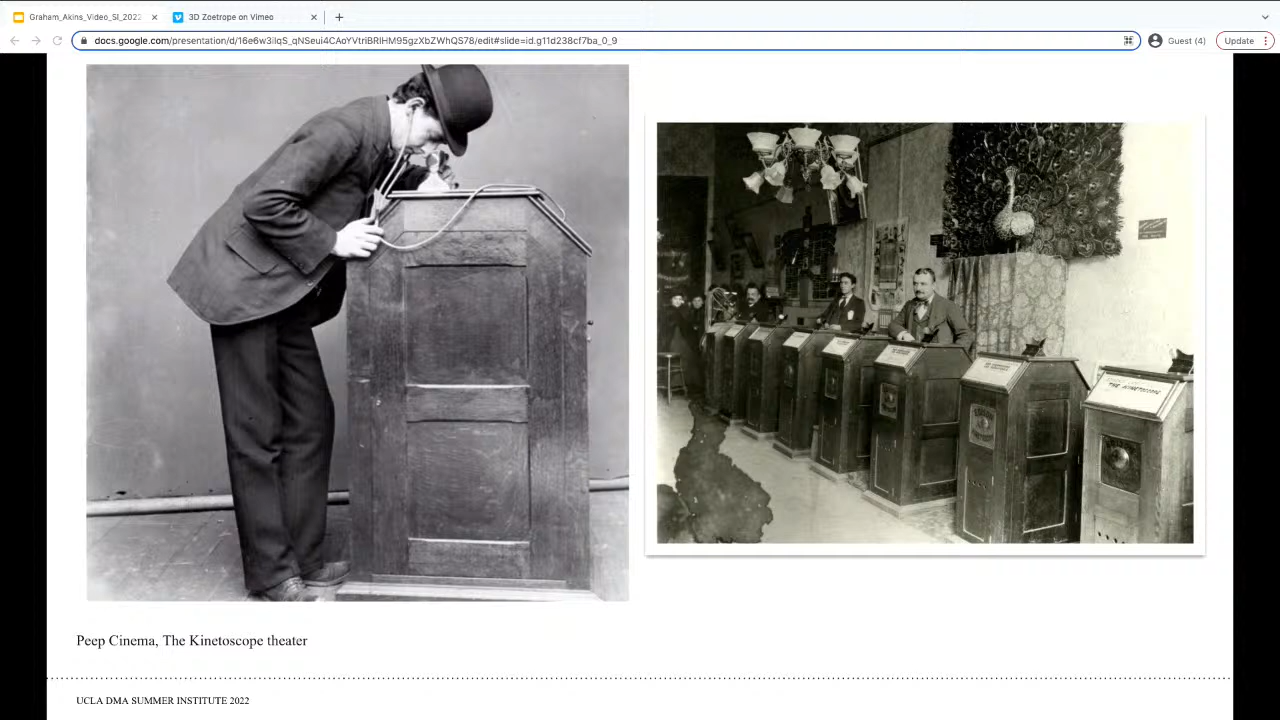 Graham_Akins_Video_SI_2022
3D Zoetrope on Vimeo
docs.google.com/presentation/d/16e6w3iIqS_qNSeui4CAoYVtriBRIHM95gzXbZWhQS78/edit#slide=id.g11d238cf7ba_0_9
Guest (4)
Update
THE KINETOSCOPE
Peep Cinema, The Kinetoscope theater
UCLA DMA SUMMER INSTITUTE 2022